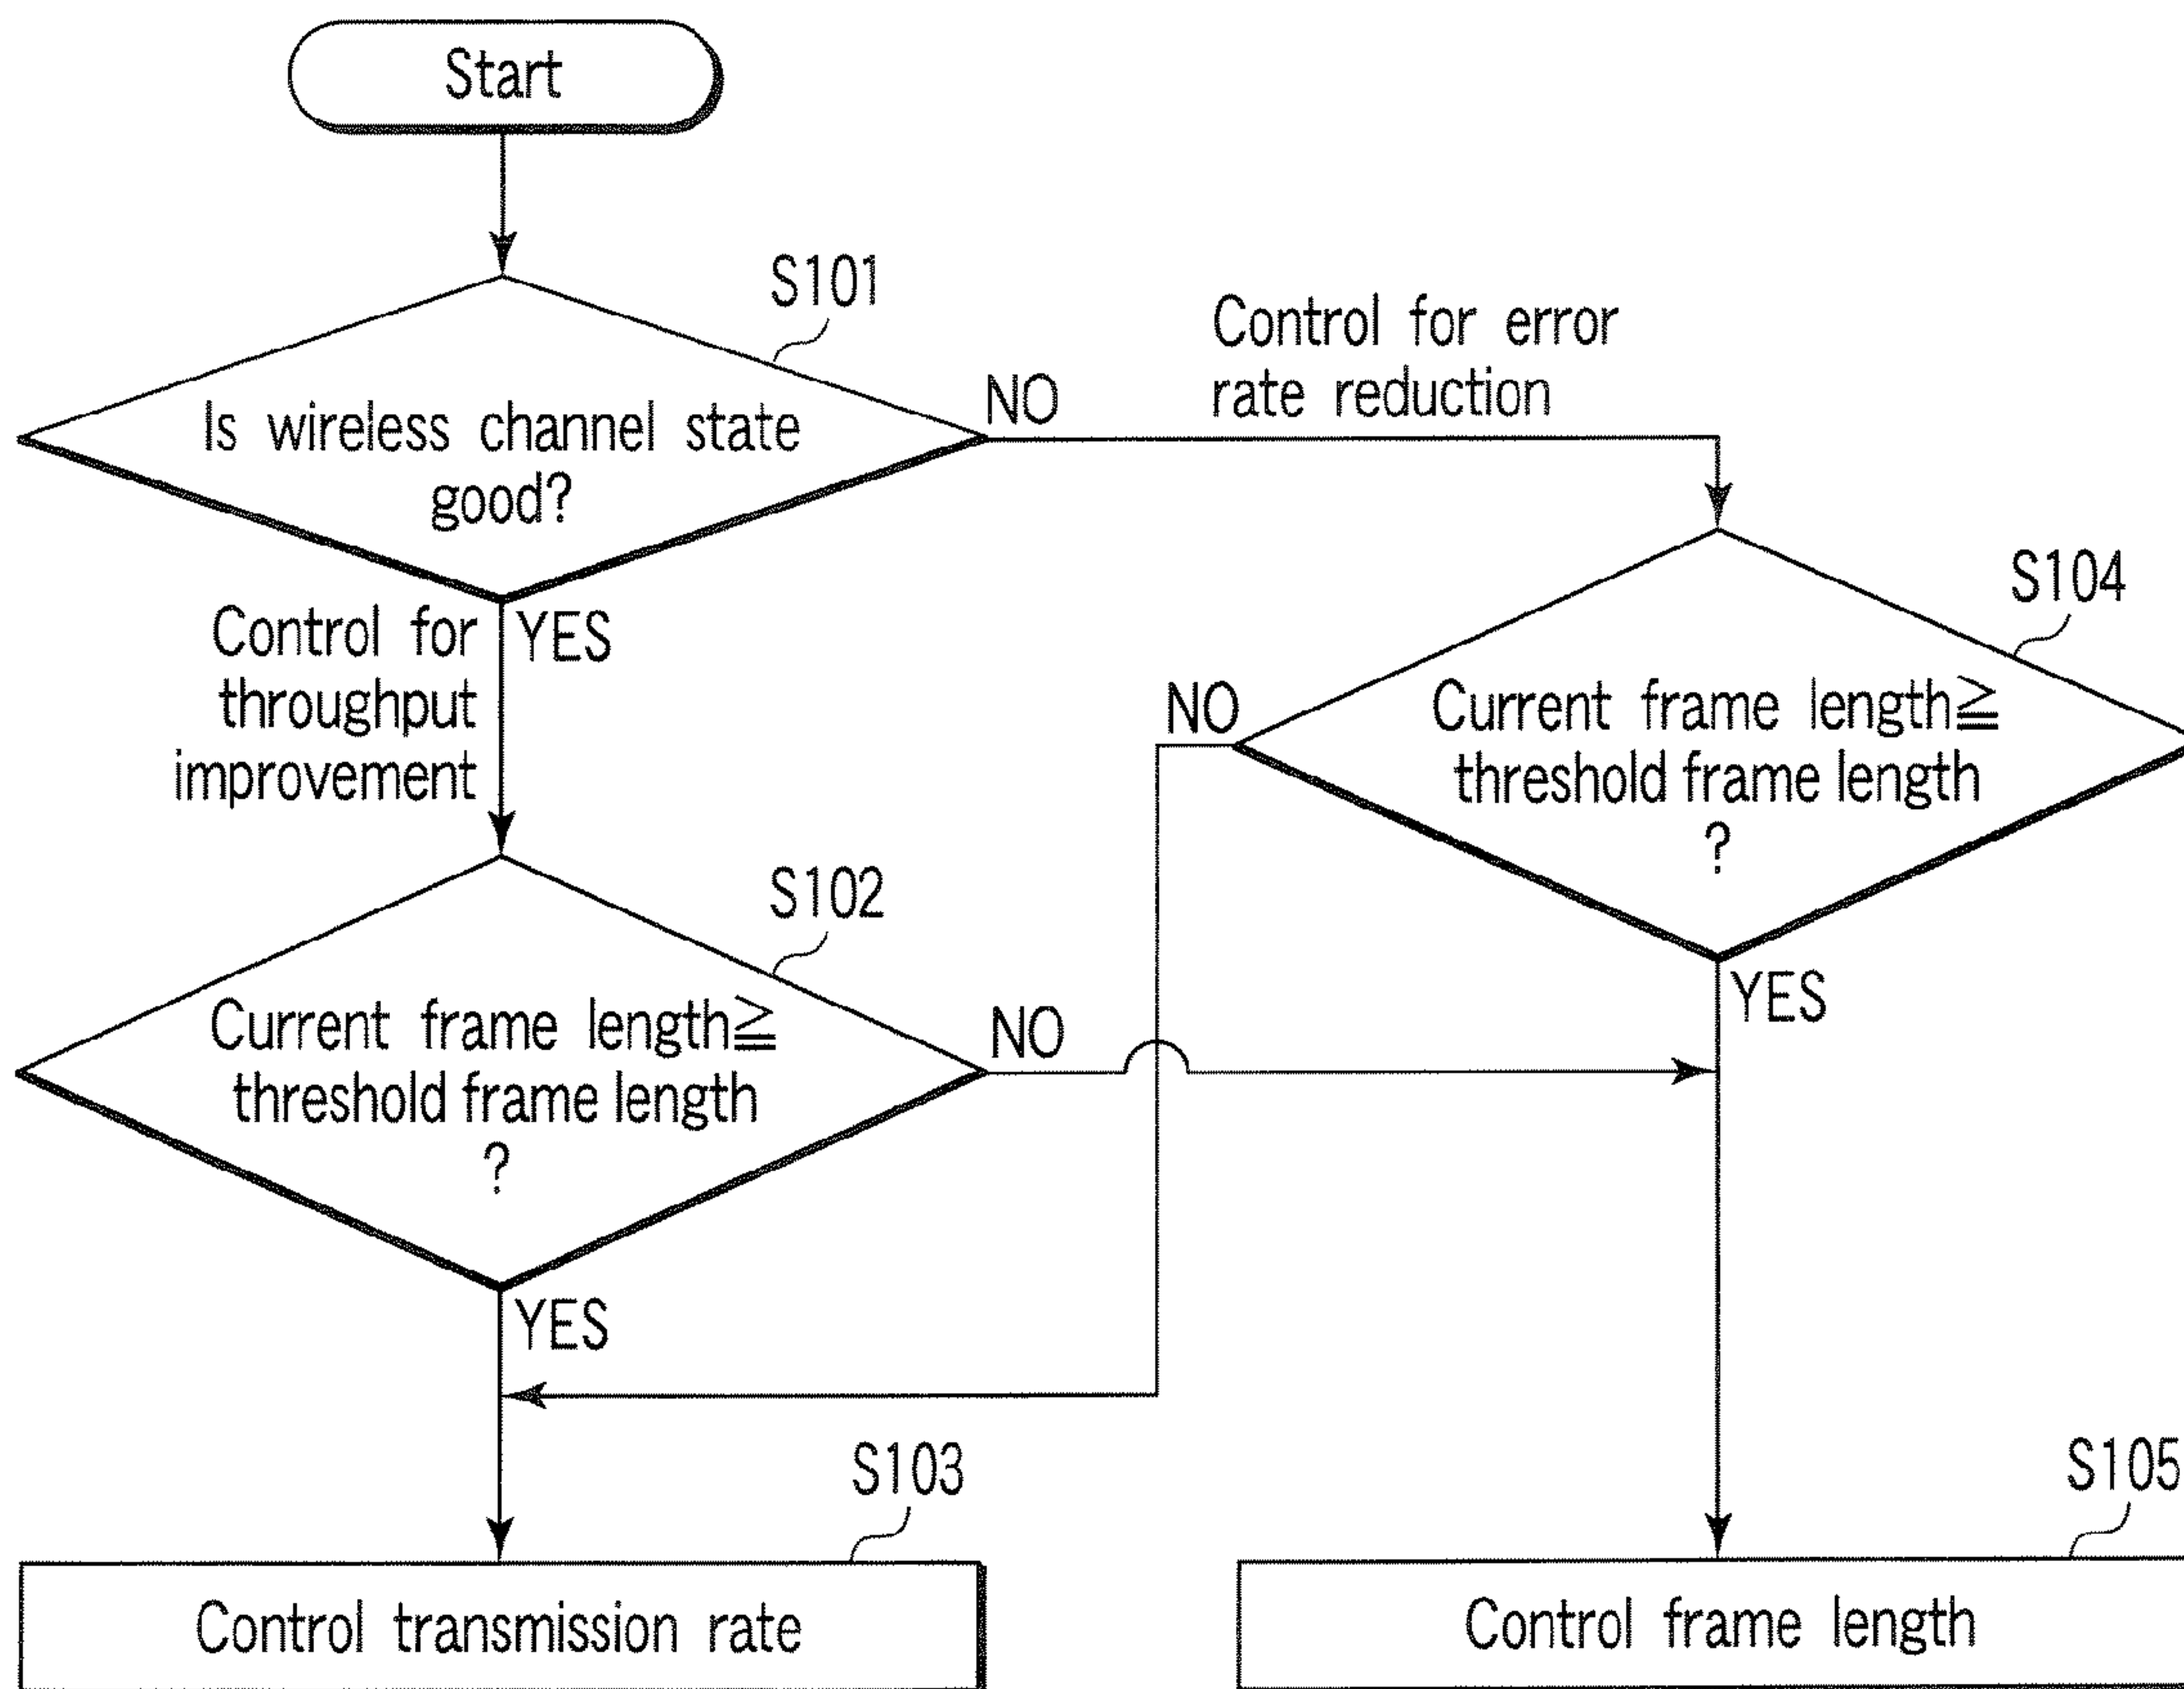 Start
S101
Is wireless channel state
good?
NO
Control for error
rate reduction
YES
Control for
throughput
improvement
S104
Current frame length≧
threshold frame length
?
NO
YES
S102
Current frame length≧
threshold frame length
?
NO
YES
S103
Control transmission rate
S105
Control frame length